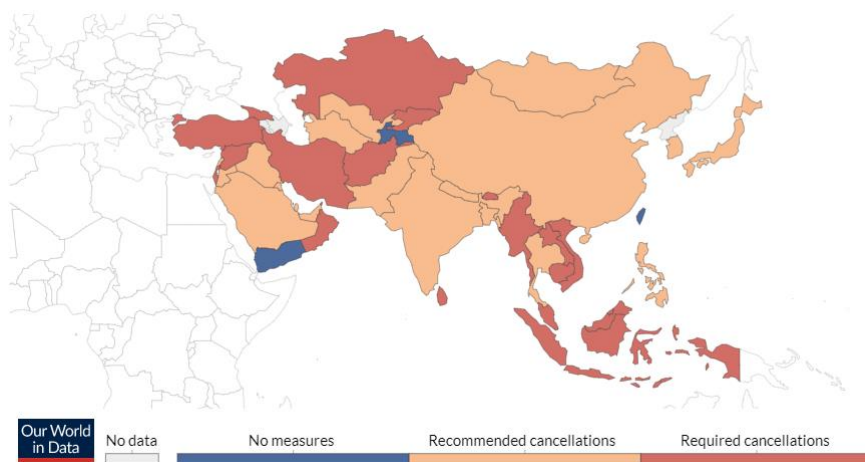 Our World
in Data
No data
No measures
Recommended cancellations
Required cancellations